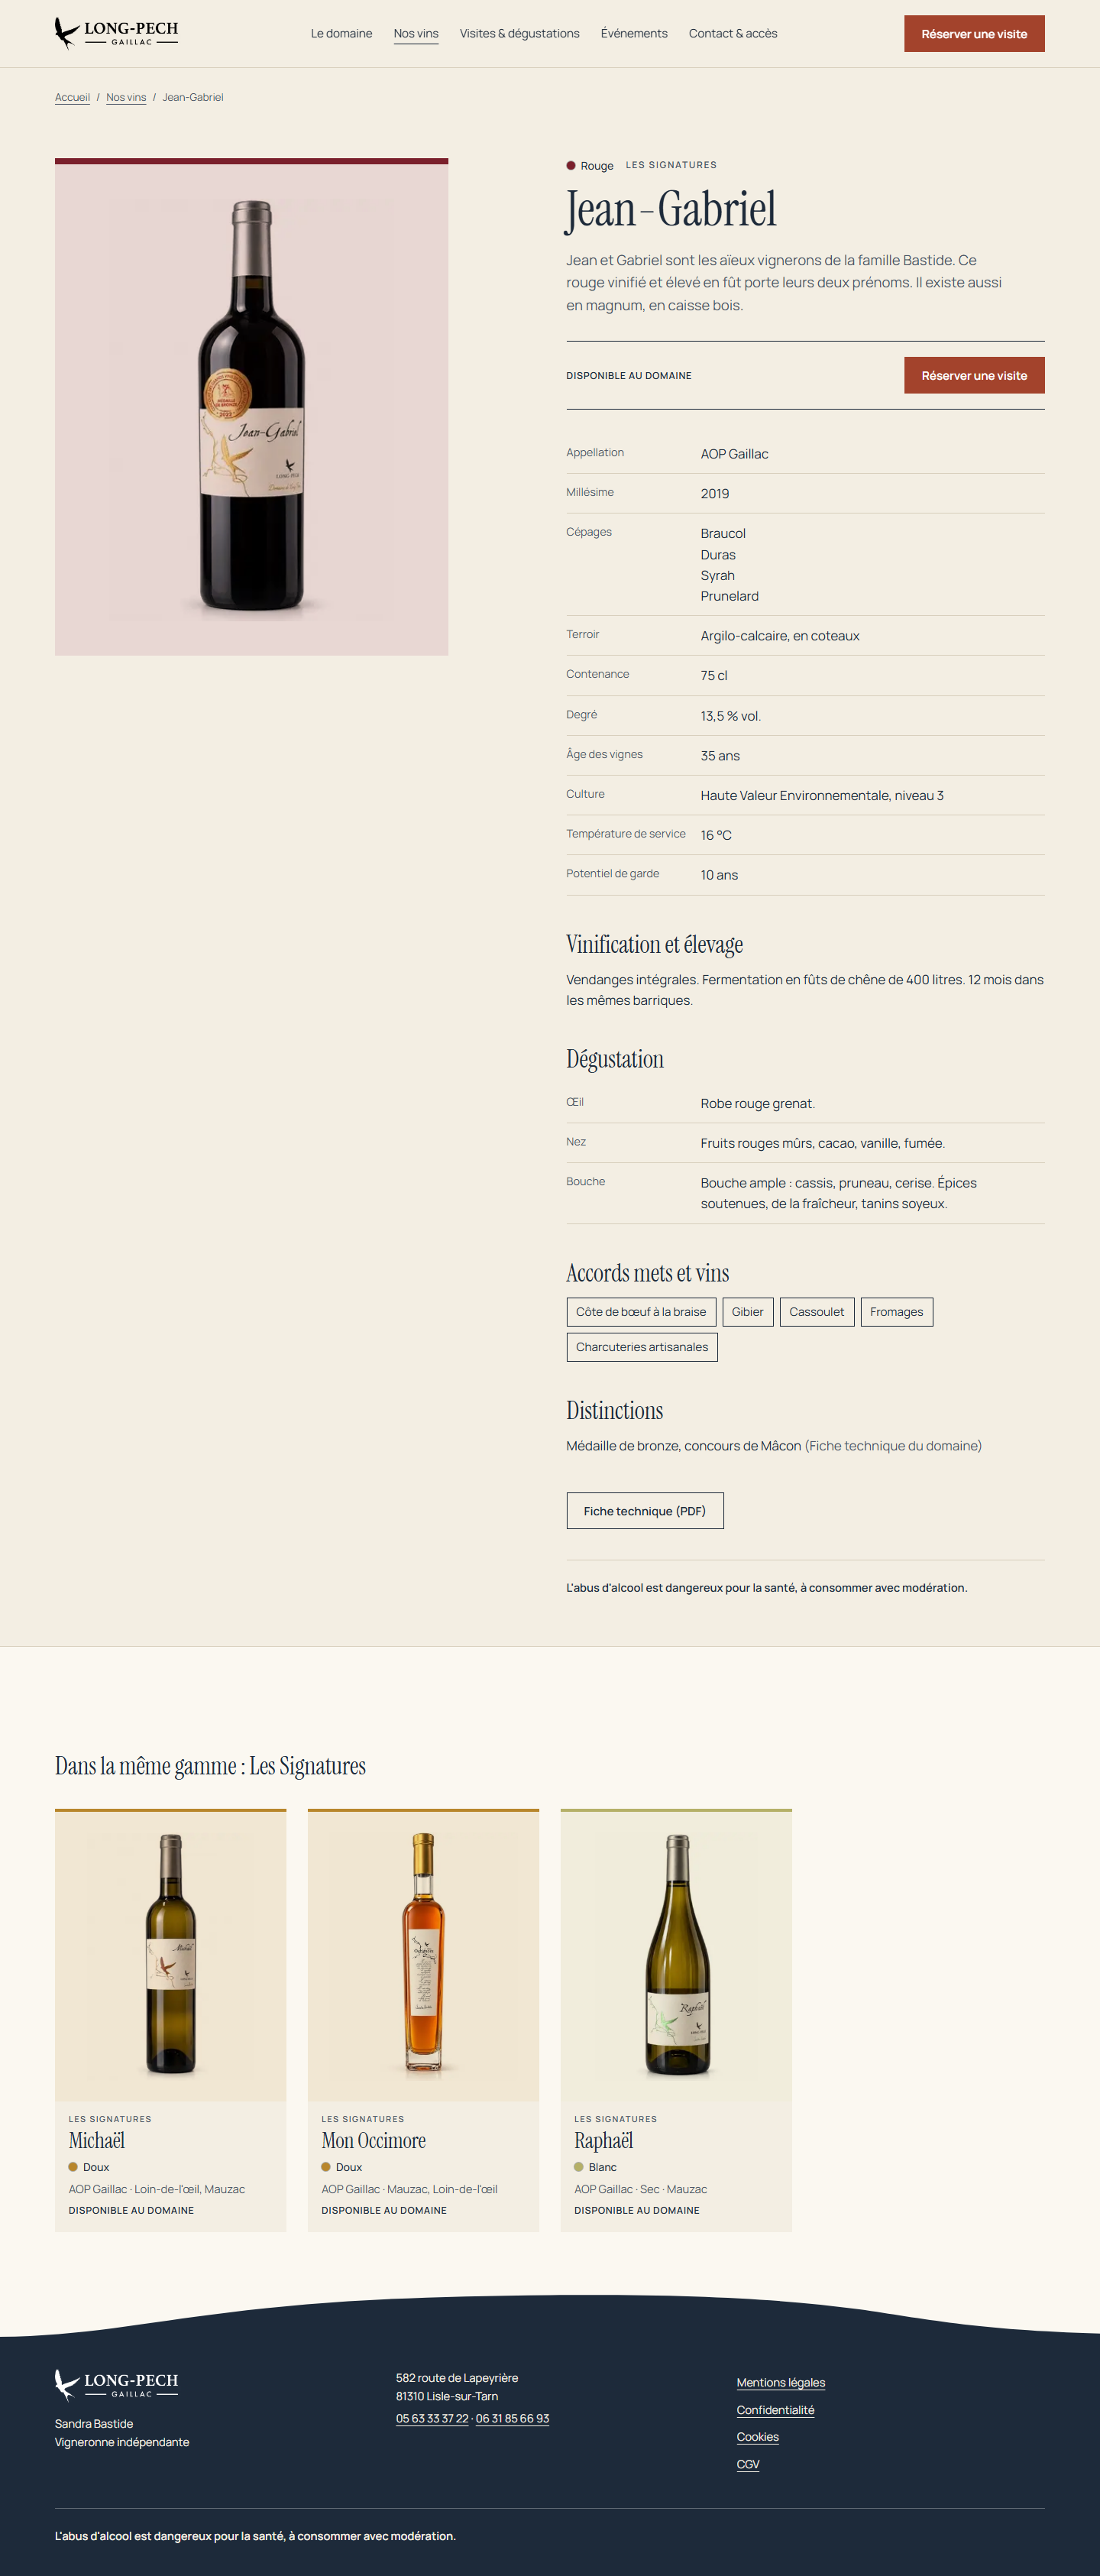 LONG-PECH
GAILLAC
Le domaine
Nos vins
Visites & dégustations
Événements
Contact & accès
Réserver une visite
Accueil / Nos vins / Jean-Gabriel
Jean-Gabriel
LONG-PECH
Rouge LES SIGNATURES
Jean-Gabriel
Jean et Gabriel sont les aïeux vignerons de la famille Bastide. Ce
rouge vinifié et élevé en fût porte leurs deux prénoms. Il existe aussi
en magnum, en caisse bois.
DISPONIBLE AU DOMAINE
Réserver une visite
Appellation AOP Gaillac
Millésime 2019
Cépages Braucol
Duras
Syrah
Prunelard
Terroir Argilo-calcaire, en coteaux
Contenance 75 cl
Degré 13,5 % vol.
Âge des vignes 35 ans
Culture Haute Valeur Environnementale, niveau 3
Température de service 16 °C
Potentiel de garde 10 ans
Vinification et élevage
Vendanges intégrales. Fermentation en fûts de chêne de 400 litres. 12 mois dans
les mêmes barriques.
Dégustation
Œil Robe rouge grenat.
Nez Fruits rouges mûrs, cacao, vanille, fumée.
Bouche Bouche ample : cassis, pruneau, cerise. Épices
soutenues, de la fraîcheur, tanins soyeux.
Accords mets et vins
Côte de bœuf à la braise
Gibier
Cassoulet
Fromages
Charcuteries artisanales
Distinctions
Médaille de bronze, concours de Mâcon (Fiche technique du domaine)
Fiche technique (PDF)
L'abus d'alcool est dangereux pour la santé, à consommer avec modération.
Dans la même gamme : Les Signatures
Michaël
LES SIGNATURES
Michaël
Doux
AOP Gaillac · Loin-de-l'œil, Mauzac
DISPONIBLE AU DOMAINE
LES SIGNATURES
Mon Occimore
Doux
AOP Gaillac · Mauzac, Loin-de-l'œil
DISPONIBLE AU DOMAINE
Raphaël
LES SIGNATURES
Raphaël
Blanc
AOP Gaillac · Sec · Mauzac
DISPONIBLE AU DOMAINE
LONG-PECH
GAILLAC
Sandra Bastide
Vigneronne indépendante
582 route de Lapeyrière
81310 Lisle-sur-Tarn
05 63 33 37 22 · 06 31 85 66 93
Mentions légales
Confidentialité
Cookies
CGV
L'abus d'alcool est dangereux pour la santé, à consommer avec modération.